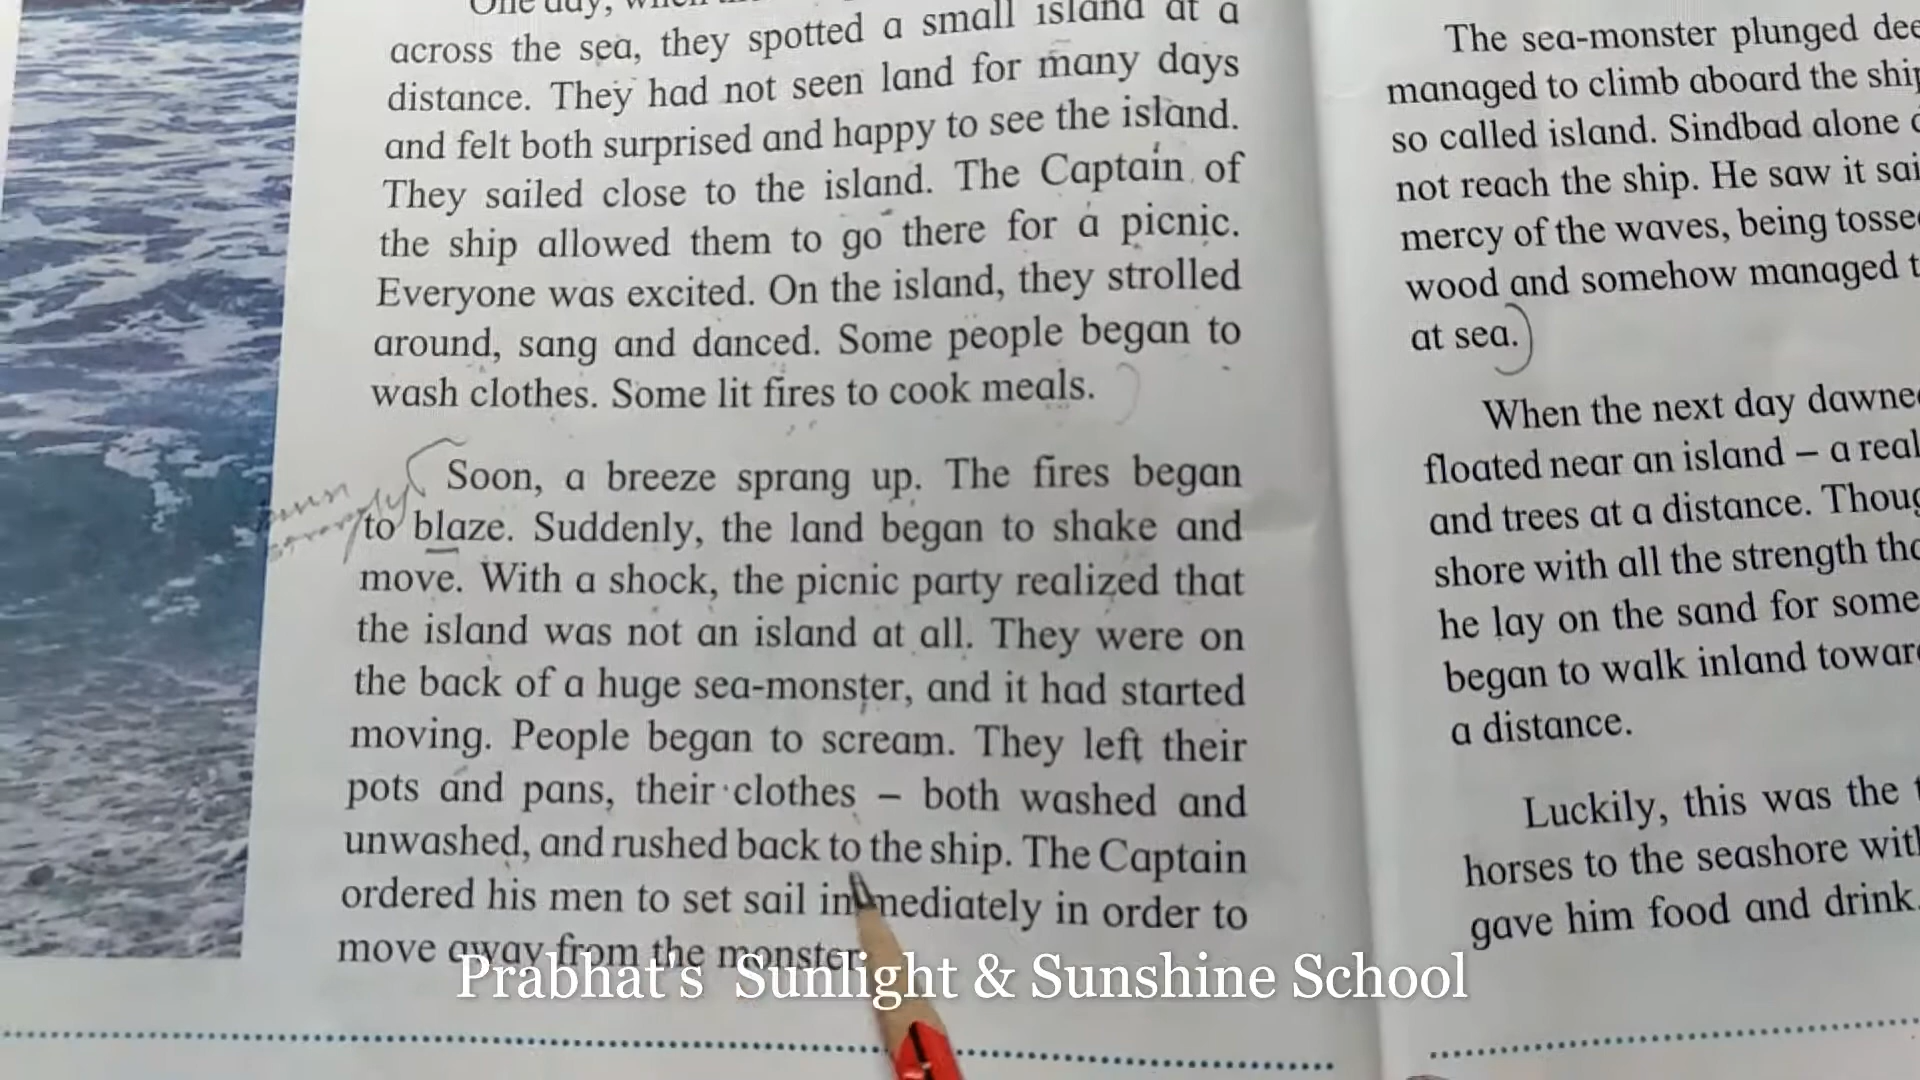 One day, when
across the sea, they spotted a small island at a
distance. They had not seen land for many days
and felt both surprised and happy to see the island.
They sailed close to the island. The Captain of
the ship allowed them to go there for a picnic.
Everyone was excited. On the island, they strolled
around, sang and danced. Some people began to
wash clothes. Some lit fires to cook meals.
Soon, a breeze sprang up. The fires began
to blaze. Suddenly, the land began to shake and
move. With a shock, the picnic party realized that
the island was not an island at all. They were on
the back of a huge sea-monster, and it had started
moving. People began to scream. They left their
pots and pans, their clothes – both washed and
unwashed, and rushed back to the ship. The Captain
ordered his men to set sail immediately in order to
move away from the monster
The sea-monster plunged
managed to climb aboard the
so called island. Sindbad alone
not reach the ship. He saw it
mercy of the waves, being
wood and somehow managed
at sea.
When the next day
floated near an island – a real
and trees at a distance.
shore with all the strength
he lay on the sand for some
began to walk inland
a distance.
Luckily, this was the
horses to the seashore
gave him food and drink.
Prabhat's Sunlight & Sunshine School